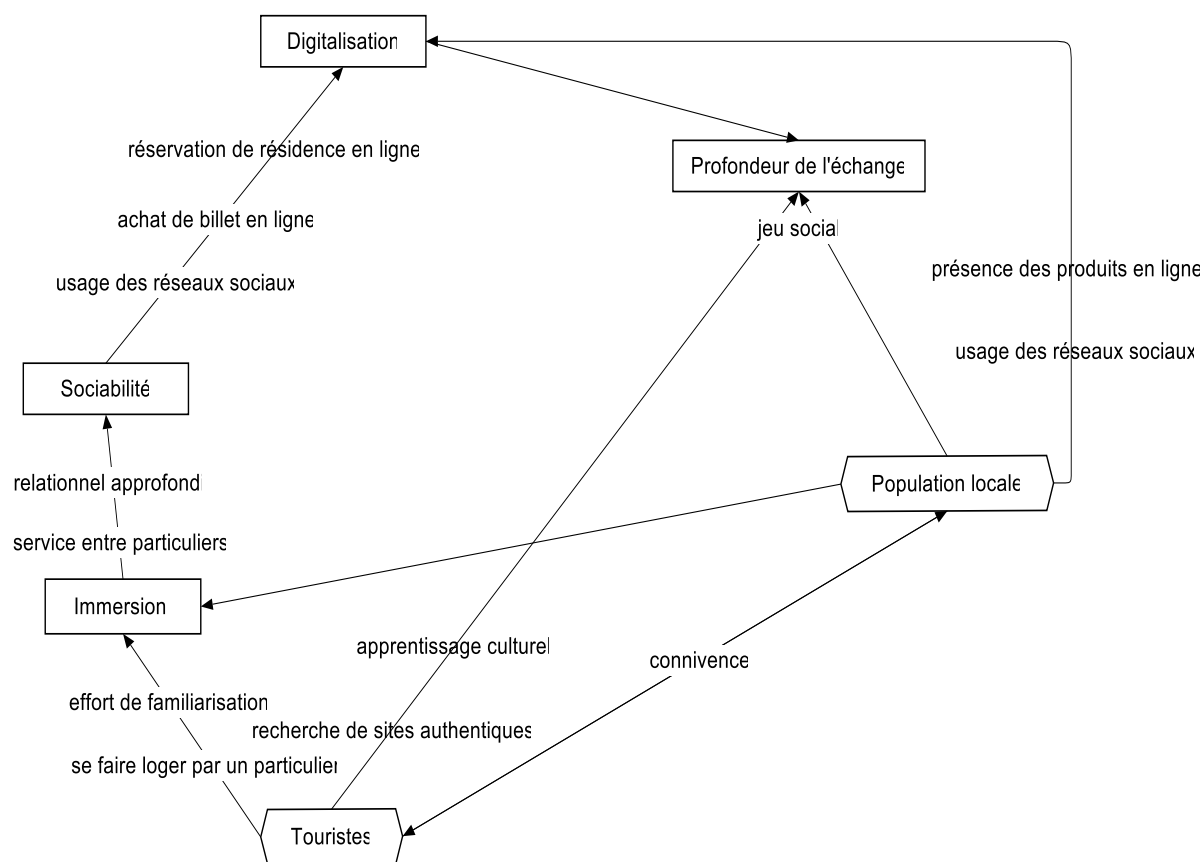 Digitalisation
réservation de résidence en ligne
Profondeur de l'échange
achat de billet en ligne
jeu social
présence des produits en ligne
usage des réseaux sociaux
usage des réseaux sociaux
Sociabilité
relationnel approfondi
Population locale
service entre particuliers
Immersion
apprentissage culturel
connivence
effort de familiarisation
recherche de sites authentiques
se faire loger par un particulier
Touristes